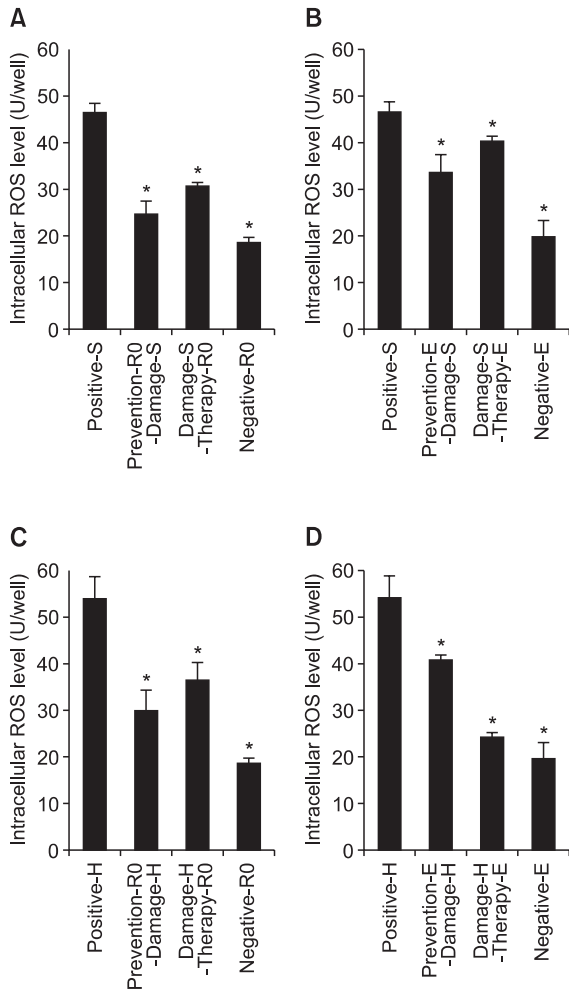 A
Intracellular ROS level (U/well)
60
50
40
30
20
10
0
*
*
*
Positive-S
Prevention-R0
-Damage-S
Damage-S
-Therapy-R0
Negative-R0
B
Intracellular ROS level (U/well)
60
50
40
30
20
10
0
*
*
*
Positive-S
Prevention-E
-Damage-S
Damage-S
-Therapy-E
Negative-E
C
Intracellular ROS level (U/well)
60
50
40
30
20
10
0
*
*
*
Positive-H
Prevention-R0
-Damage-H
Damage-H
-Therapy-R0
Negative-R0
D
Intracellular ROS level (U/well)
60
50
40
30
20
10
0
*
*
*
Positive-H
Prevention-E
-Damage-H
Damage-H
-Therapy-E
Negative-E